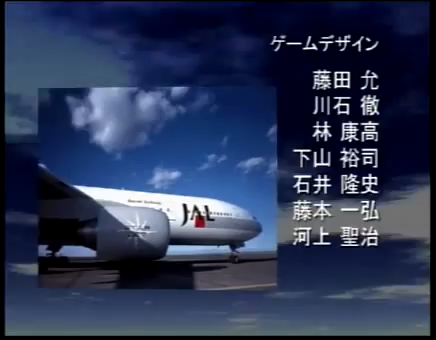 ゲームデザイン
藤田 允
川石 徹
林 康高
下山 裕司
石井 隆史
藤本 一弘
河上 聖治
JAL